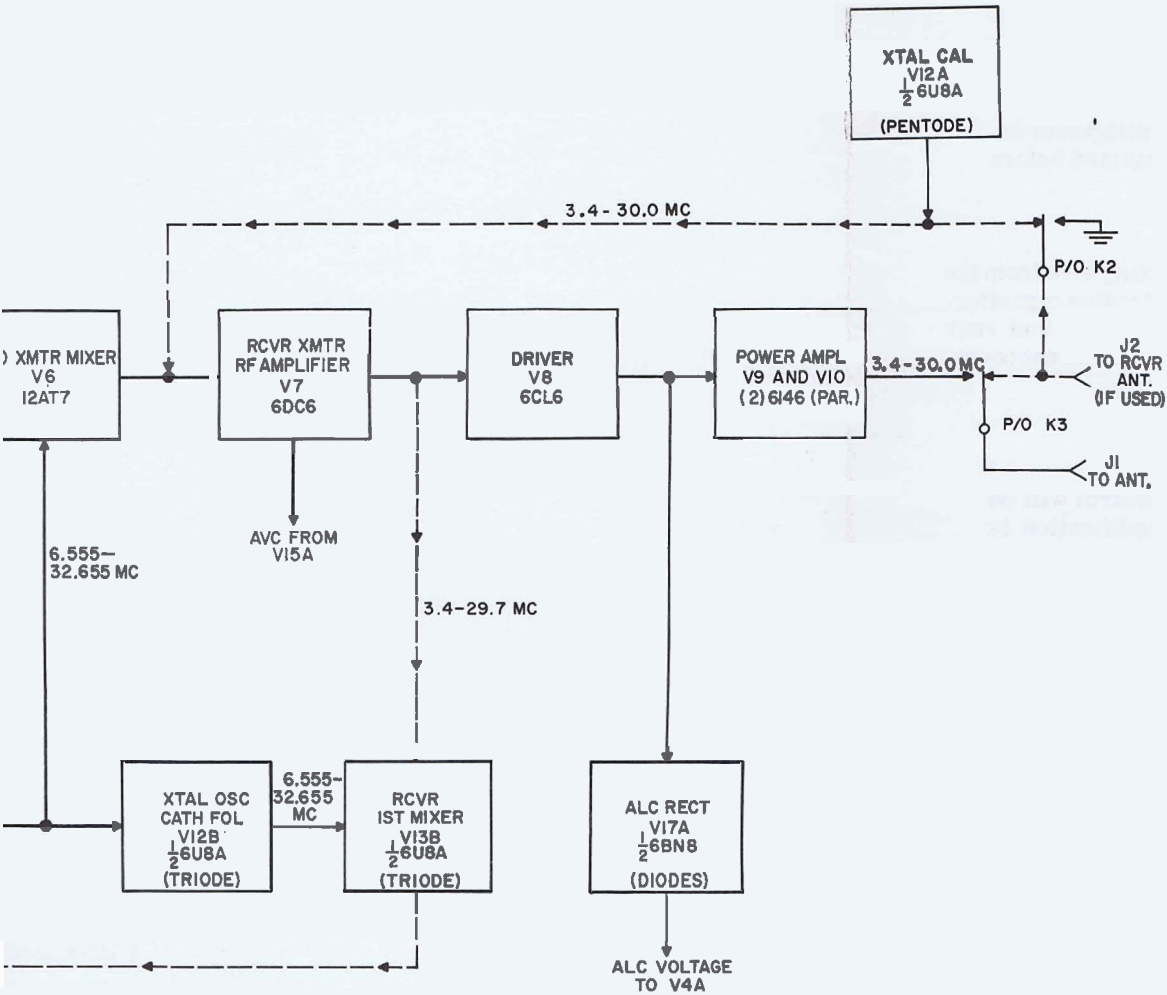 XTAL CAL
V12A
1/2 6U8A
(PENTODE)
3.4-30.0 MC
P/O K2
) XMTR MIXER
V6
12AT7
RCVR XMTR
RF AMPLIFIER
V7
6DC6
DRIVER
V8
6CL6
POWER AMPL
V9 AND V10
(2) 6146 (PAR.)
3.4-30.0 MC
J2
TO RCVR
ANT.
(IF USED)
P/O K3
J1
TO ANT.
AVC FROM
V15A
6.555-
32.655 MC
3.4-29.7 MC
XTAL OSC
CATH FOL
V12B
1/2 6U8A
(TRIODE)
6.555-
32.655
MC
RCVR
1ST MIXER
V13B
1/2 6U8A
(TRIODE)
ALC RECT
V17A
1/2 6BN8
(DIODES)
ALC VOLTAGE
TO V4A